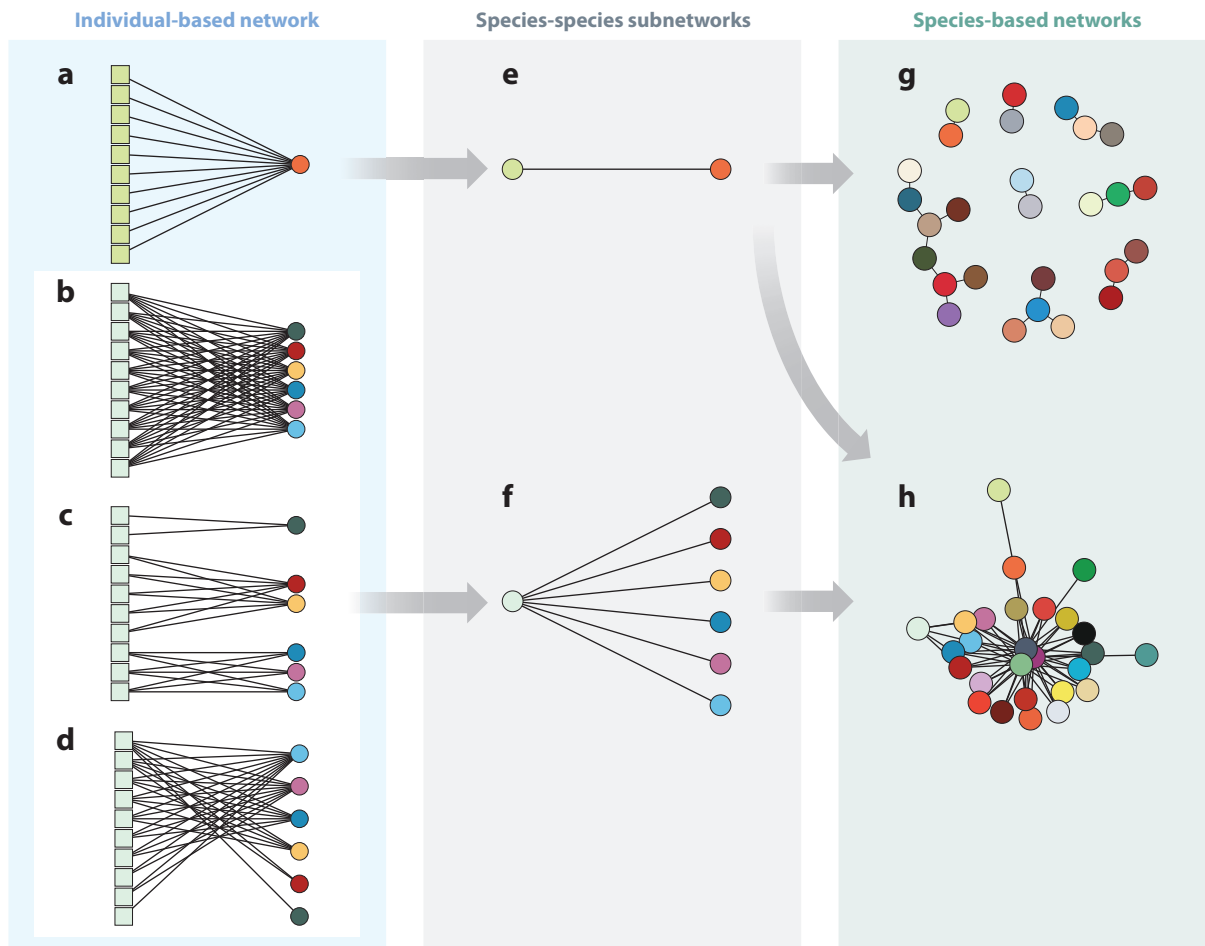 Individual-based network
Species-species subnetworks
Species-based networks
a
e
g
b
c
f
h
d